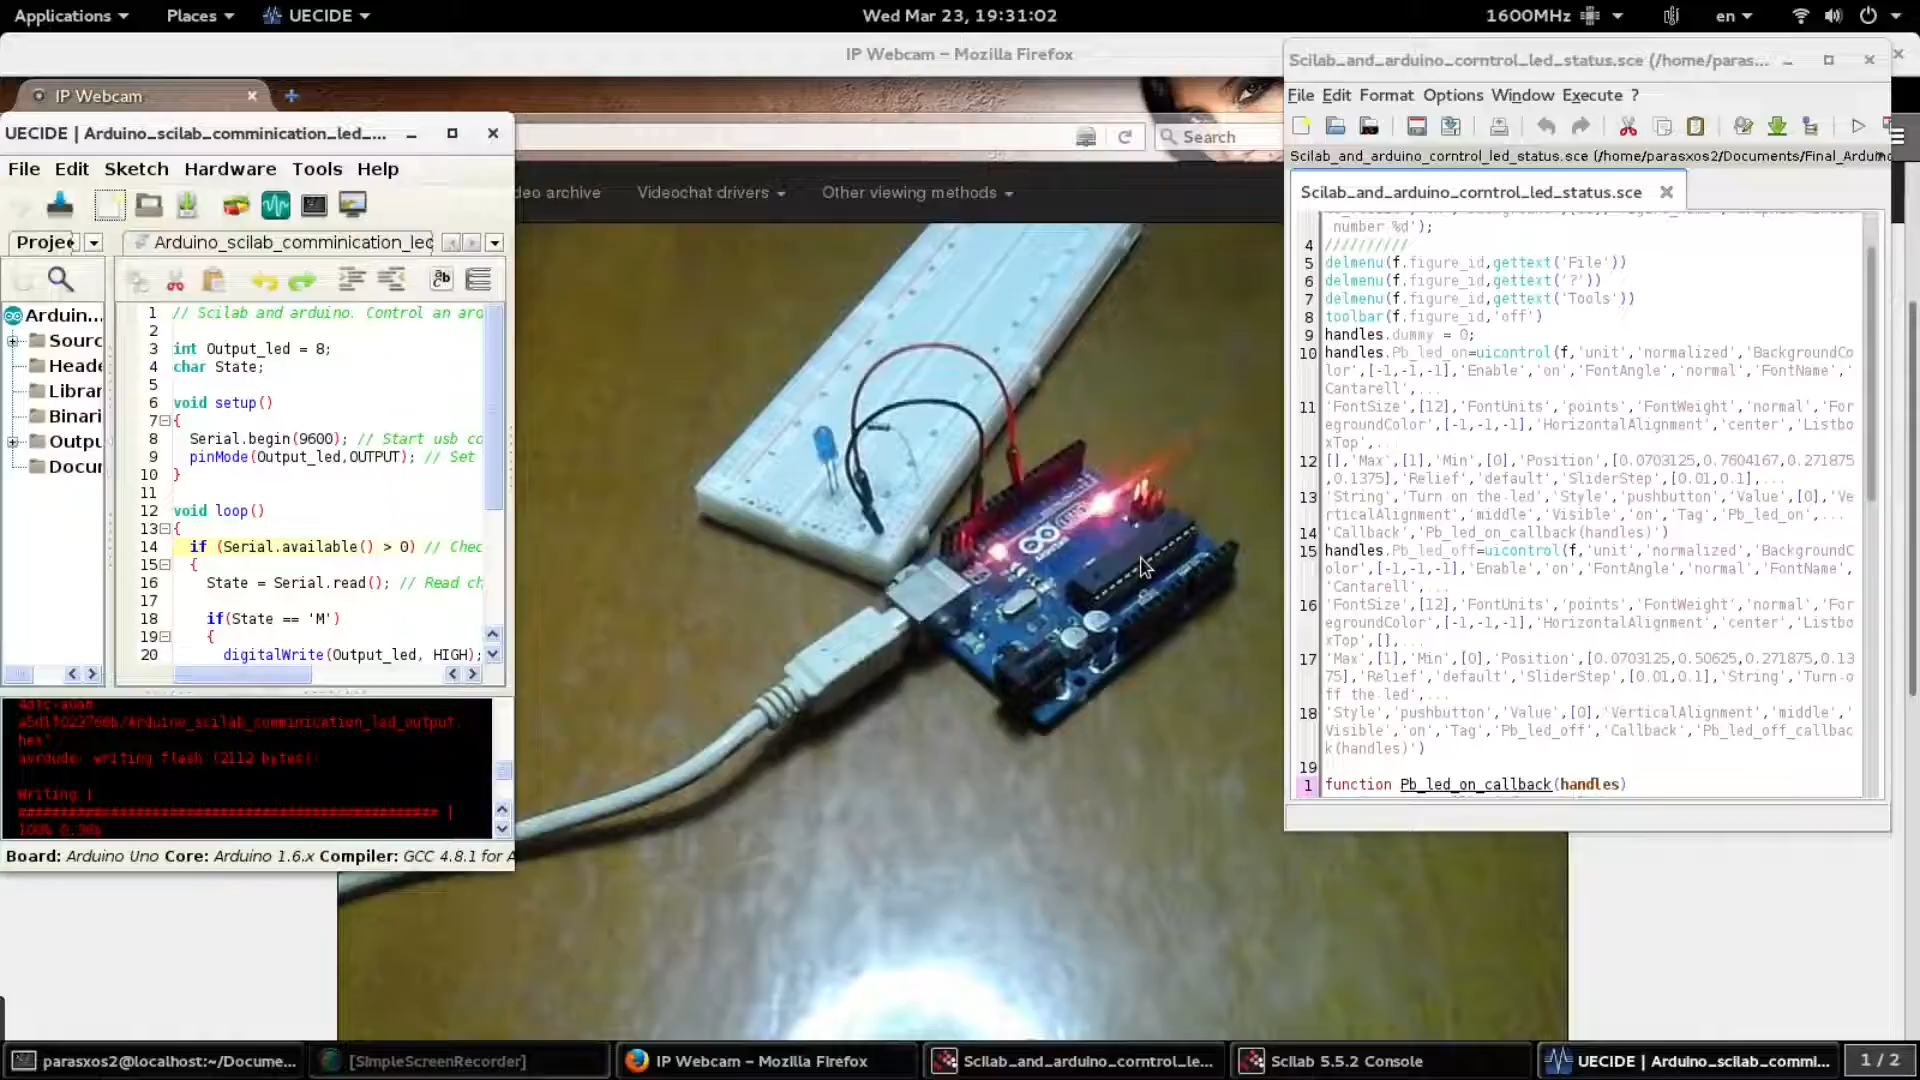 Applications Places UECIDE Wed Mar 23, 19:31:02 1600MHz en
IP Webcam – Mozilla Firefox
IP Webcam
Search
deo archive Videochat drivers Other viewing methods
UECIDE | Arduino_scilab_comminication_led_...
File Edit Sketch Hardware Tools Help
Arduino_scilab_comminication_led
Arduin...
Sourc
Heade
Librar
Binari
Outpu
Docur
1 // Scilab and arduino. Control an ard
2
3 int Output_led = 8;
4 char State;
5
6 void setup()
7 {
8 Serial.begin(9600); // Start usb co
9 pinMode(Output_led,OUTPUT); // Set
10 }
11
12 void loop()
13 {
14 if (Serial.available() > 0) // Chec
15 {
16 State = Serial.read(); // Read ch
17
18 if(State == 'M')
19 {
20 digitalWrite(Output_led, HIGH);
a5d1f023766b/Arduino_scilab_comminication_led_output.
hex"
avrdude: writing flash (2112 bytes):
Writing |
########################################## |
100% 0.36s
Board: Arduino Uno Core: Arduino 1.6.x Compiler: GCC 4.8.1 for A
Scilab_and_arduino_corntrol_led_status.sce (/home/paras...
File Edit Format Options Window Execute ?
Scilab_and_arduino_corntrol_led_status.sce (/home/parasxos2/Documents/Final_Ardu
Scilab_and_arduino_corntrol_led_status.sce
number %d');
4 //////////
5 delmenu(f.figure_id,gettext('File'))
6 delmenu(f.figure_id,gettext('?'))
7 delmenu(f.figure_id,gettext('Tools'))
8 toolbar(f.figure_id,'off')
9 handles.dummy = 0;
10 handles.Pb_led_on=uicontrol(f,'unit','normalized','BackgroundCo
lor',[-1,-1,-1],'Enable','on','FontAngle','normal','FontName','
Cantarell',...
11 'FontSize',[12],'FontUnits','points','FontWeight','normal','For
egroundColor',[-1,-1,-1],'HorizontalAlignment','center','Listbo
xTop',...
12 [],'Max',[1],'Min',[0],'Position',[0.0703125,0.7604167,0.271875
,0.1375],'Relief','default','SliderStep',[0.01,0.1],...
13 'String','Turn on the led','Style','pushbutton','Value',[0],'Ve
rticalAlignment','middle','Visible','on','Tag','Pb_led_on',...
14 'Callback','Pb_led_on_callback(handles)')
15 handles.Pb_led_off=uicontrol(f,'unit','normalized','BackgroundC
olor',[-1,-1,-1],'Enable','on','FontAngle','normal','FontName',
'Cantarell',...
16 'FontSize',[12],'FontUnits','points','FontWeight','normal','For
egroundColor',[-1,-1,-1],'HorizontalAlignment','center','Listbo
xTop',[],...
17 'Max',[1],'Min',[0],'Position',[0.0703125,0.50625,0.271875,0.13
75],'Relief','default','SliderStep',[0.01,0.1],'String','Turn o
ff the led',...
18 'Style','pushbutton','Value',[0],'VerticalAlignment','middle','
Visible','on','Tag','Pb_led_off','Callback','Pb_led_off_callbac
k(handles)')
19
1 function Pb_led_on_callback(handles)
parasxos2@localhost:~/Docume... [SimpleScreenRecorder] IP Webcam – Mozilla Firefox Scilab_and_arduino_corntrol_le... Scilab 5.5.2 Console UECIDE | Arduino_scilab_commi... 1 / 2